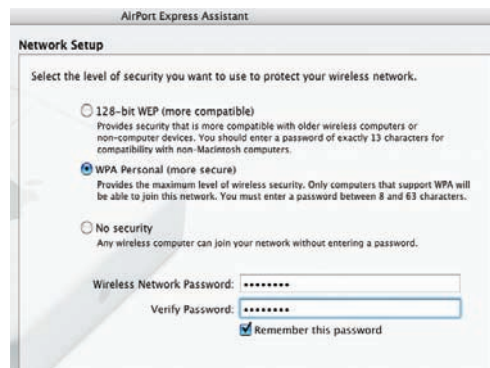 AirPort Express Assistant
Network Setup
Select the level of security you want to use to protect your wireless network.
128-bit WEP (more compatible)
Provides security that is more compatible with older wireless computers or
non-computer devices. You should enter a password of exactly 13 characters for
compatibility with non-Macintosh computers.
WPA Personal (more secure)
Provides the maximum level of wireless security. Only computers that support WPA will
be able to join this network. You must enter a password between 8 and 63 characters.
No security
Any wireless computer can join your network without entering a password.
Wireless Network Password: ••••••••
Verify Password: ••••••••
Remember this password